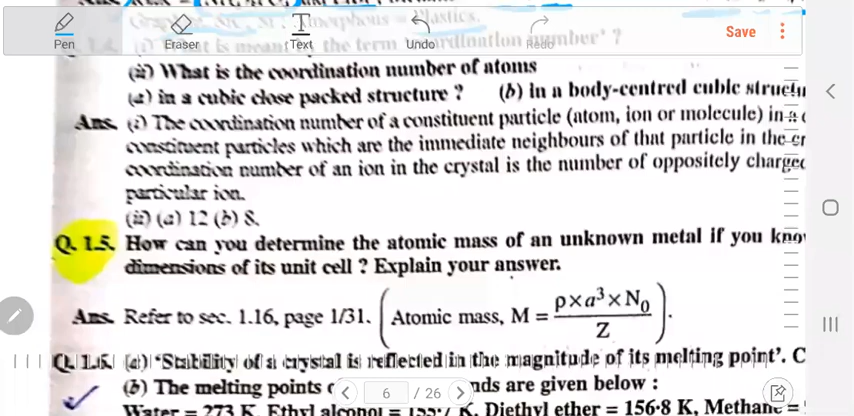 Save
Pen Eraser Text Undo Redo
(i) What is meant the term number' ?
(ii) What is the coordination number of atoms
(a) in a cubic close packed structure ? (b) in a body-centred cubic
Ans. (i) The coordination number of a constituent particle (atom, ion or molecule) in a
constituent particles which are the immediate neighbours of that particle in the
coordination number of an ion in the crystal is the number of oppositely
particular ion.
(ii) (a) 12 (b) 8.
Q. 1.5. How can you determine the atomic mass of an unknown metal if you
dimensions of its unit cell ? Explain your answer.
Ans. Refer to sec. 1.16, page 1/31. (Atomic mass, M = ρ×a³×N₀ / Z).
Q. 1.6. (a) 'Stability of a crystal is reflected in the magnitude of its melting point'. C
(b) The melting points are given below :
6 / 26
Water = 273 K, Ethyl Diethyl ether = 156·8 K, Methane =